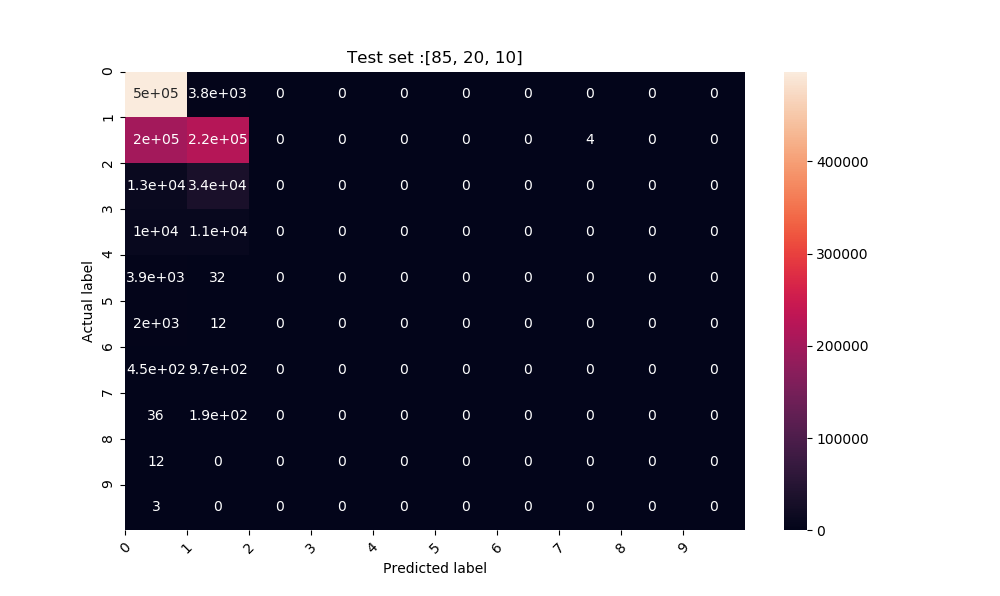 Test set :[85, 20, 10]
0 5e+05 3.8e+03 0 0 0 0 0 0 0 0
1 2e+05 2.2e+05 0 0 0 0 0 4 0 0
2 1.3e+04 3.4e+04 0 0 0 0 0 0 0 0
3 1e+04 1.1e+04 0 0 0 0 0 0 0 0
4 3.9e+03 32 0 0 0 0 0 0 0 0
5 2e+03 12 0 0 0 0 0 0 0 0
6 4.5e+02 9.7e+02 0 0 0 0 0 0 0 0
7 36 1.9e+02 0 0 0 0 0 0 0 0
8 12 0 0 0 0 0 0 0 0 0
9 3 0 0 0 0 0 0 0 0 0
Actual label
0 1 2 3 4 5 6 7 8 9
Predicted label
400000
300000
200000
100000
0